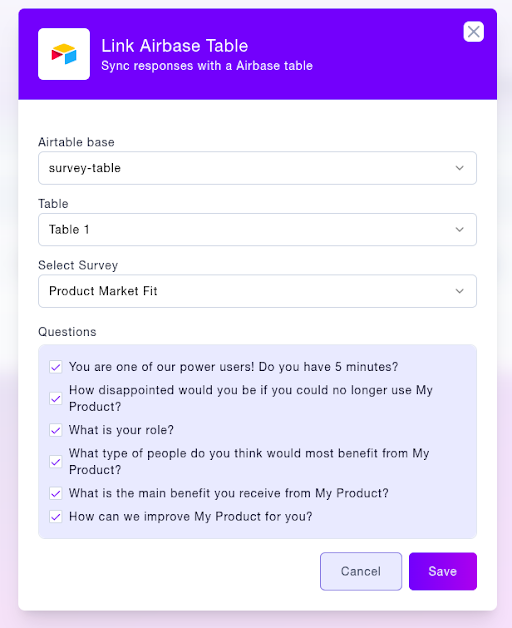 Link Airbase Table
Sync responses with a Airbase table
Airtable base
survey-table
Table
Table 1
Select Survey
Product Market Fit
Questions
You are one of our power users! Do you have 5 minutes?
How disappointed would you be if you could no longer use My
Product?
What is your role?
What type of people do you think would most benefit from My
Product?
What is the main benefit you receive from My Product?
How can we improve My Product for you?
Cancel
Save